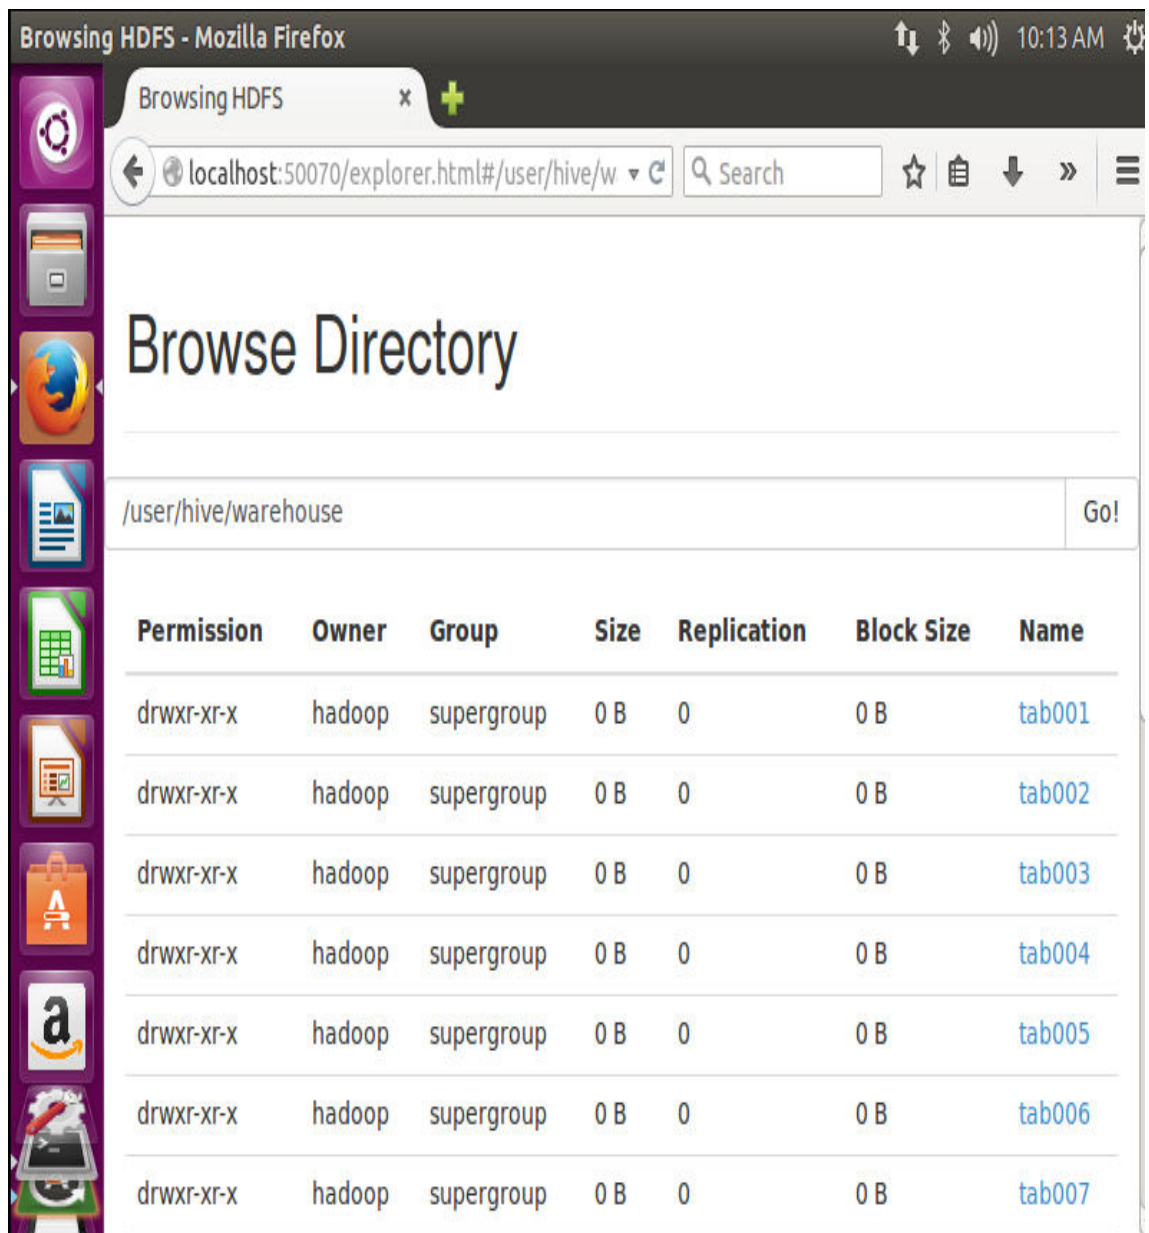 Browsing HDFS - Mozilla Firefox 10:13 AM
Browsing HDFS
localhost:50070/explorer.html#/user/hive/w Search
Browse Directory
/user/hive/warehouse Go!
Permission Owner Group Size Replication Block Size Name
drwxr-xr-x hadoop supergroup 0 B 0 0 B tab001
drwxr-xr-x hadoop supergroup 0 B 0 0 B tab002
drwxr-xr-x hadoop supergroup 0 B 0 0 B tab003
drwxr-xr-x hadoop supergroup 0 B 0 0 B tab004
drwxr-xr-x hadoop supergroup 0 B 0 0 B tab005
drwxr-xr-x hadoop supergroup 0 B 0 0 B tab006
drwxr-xr-x hadoop supergroup 0 B 0 0 B tab007